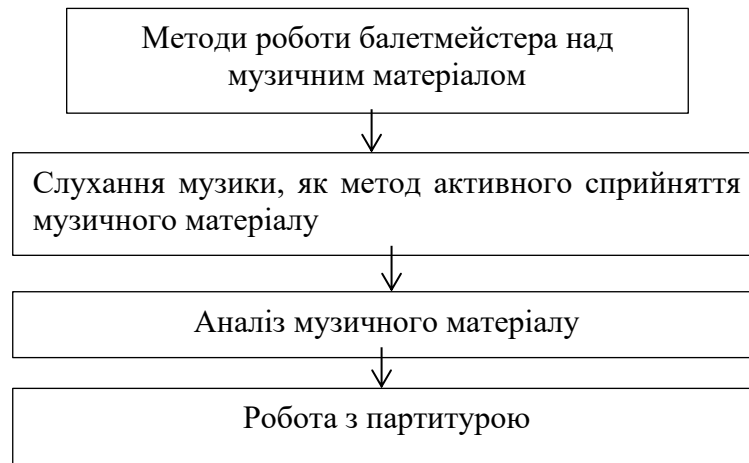 Методи роботи балетмейстера над
музичним матеріалом
Слухання музики, як метод активного сприйняття
музичного матеріалу
Аналіз музичного матеріалу
Робота з партитурою